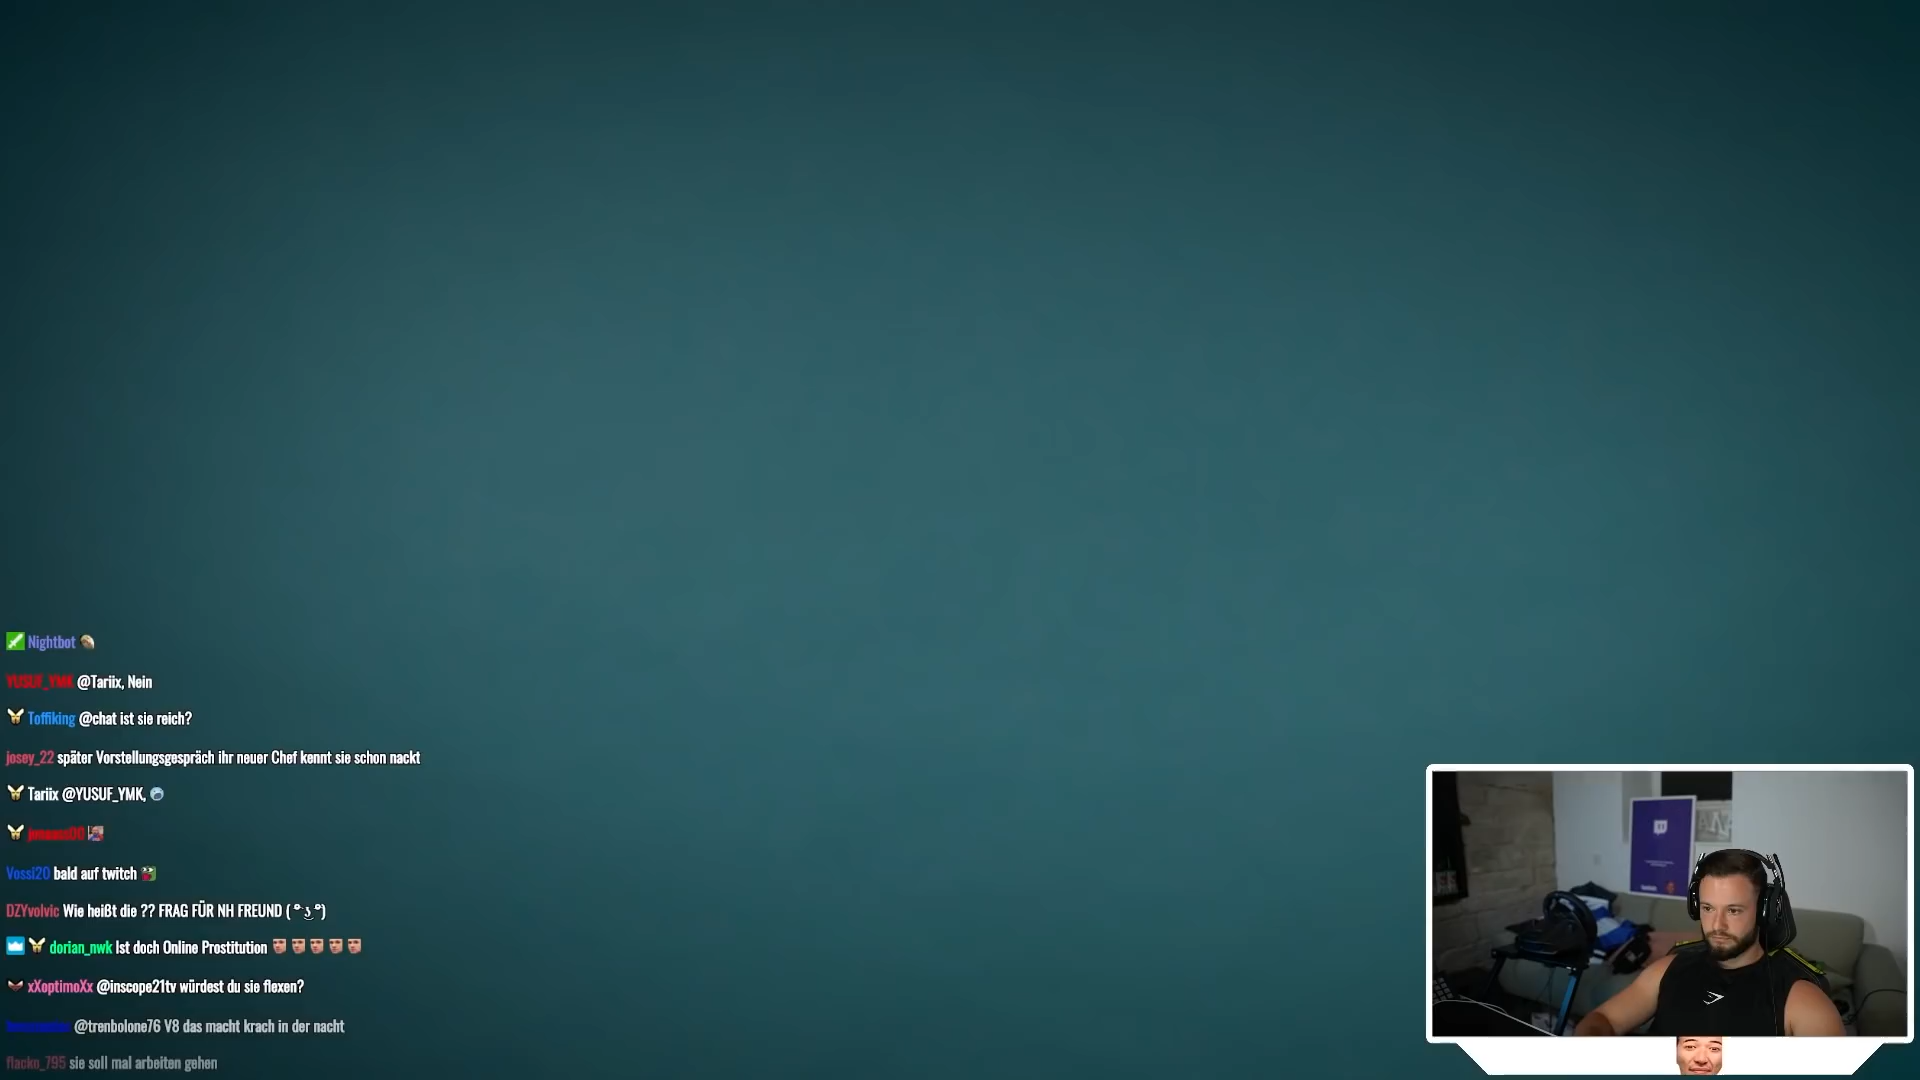 Nightbot
YUSUF_YMK @Tariix, Nein
Toffiking @chat ist sie reich?
josey_22 später Vorstellungsgespräch ihr neuer Chef kennt sie schon nackt
Tariix @YUSUF_YMK,
Vossl20 bald auf twitch
DZYvolvic Wie heißt die ?? FRAG FÜR NH FREUND ( ͡° ͜ʖ ͡°)
dorian_nwk Ist doch Online Prostitution
xXoptimoXx @inscope21tv würdest du sie flexen?
@trenbolone76 V8 das macht krach in der nacht
flacko_795 sie soll mal arbeiten gehen